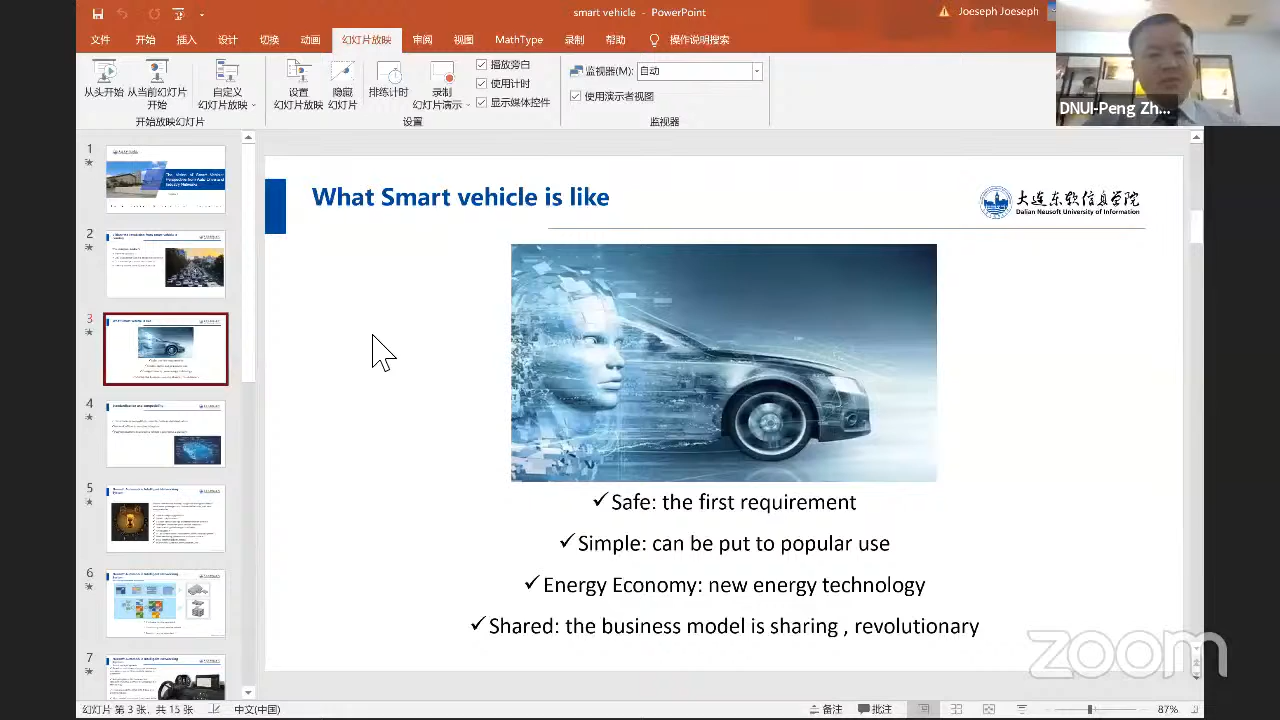 smart vehicle - PowerPoint
Joeseph Joeseph
文件 开始 插入 设计 切换 动画 幻灯片放映 审阅 视图 MathType 录制 帮助 操作说明搜索
从头开始 从当前幻灯片开始 自定义幻灯片放映
开始放映幻灯片
设置幻灯片放映 隐藏幻灯片 排练计时 录制幻灯片演示
播放旁白
使用计时
显示媒体控件
设置
监视器(M): 自动
使用演示者视图
监视器
DNUI-Peng Zh...
1
2
3
4
5
6
7
What Smart vehicle is like
大连东软信息学院
Dalian Neusoft University of Information
✓Safe: the first requirement
✓Simple: can be put to popular use
✓Energy Economy: new energy technology
✓Shared: the business model is sharing , revolutionary
zoom
幻灯片 第 3 张, 共 15 张 中文(中国) 备注 批注 87%